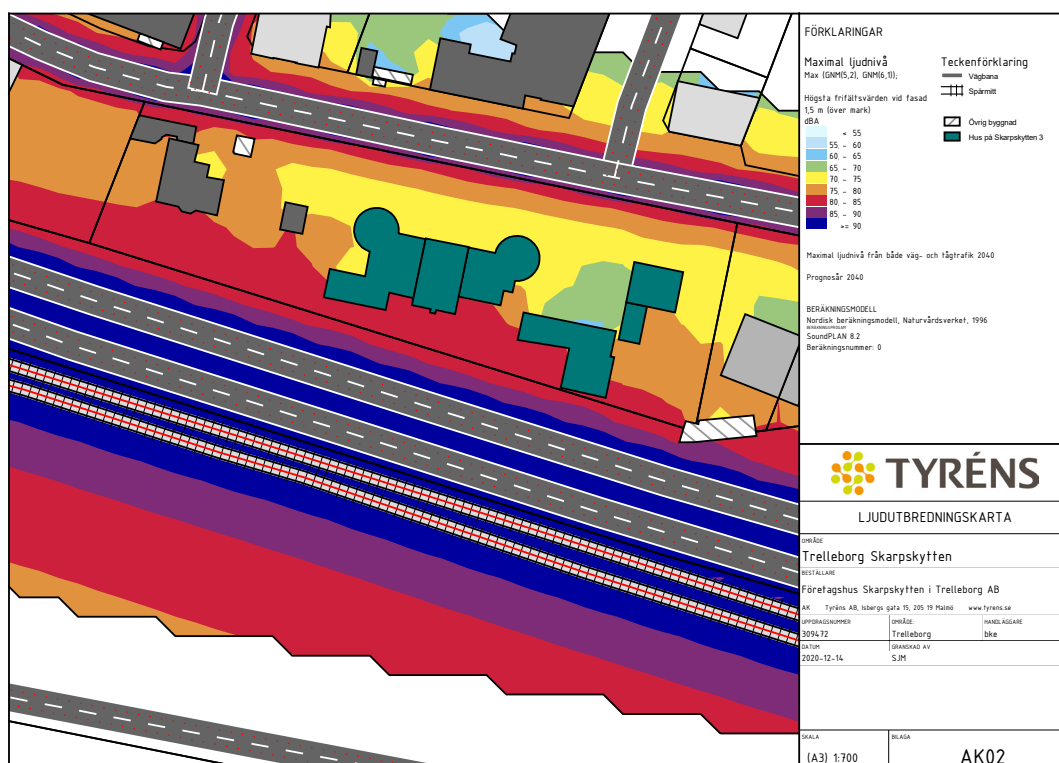 FÖRKLARINGAR
Maximal ljudnivå
Max (GNM(5,2), GNM(6,1));
Högsta frifältsvärden vid fasad
1,5 m (över mark)
dBA
< 55
55 - 60
60 - 65
65 - 70
70 - 75
75 - 80
80 - 85
85 - 90
>= 90
Teckenförklaring
Vägbana
Spårmitt
Övrig byggnad
Hus på Skarpskytten 3
Maximal ljudnivå från både väg- och tågtrafik 2040
Prognosår 2040
BERÄKNINGSMODELL
Nordisk beräkningsmodell, Naturvårdsverket, 1996
BERÄKNINGSPROGRAM
SoundPLAN 8.2
Beräkningsnummer: 0
TYRÉNS
LJUDUTBREDNINGSKARTA
OMRÅDE
Trelleborg Skarpskytten
BESTÄLLARE
Företagshus Skarpskytten i Trelleborg AB
AK Tyréns AB, Isbergs gata 15, 205 19 Malmö www.tyrens.se
UPPDRAGSNUMMER OMRÅDE: HANDLÄGGARE
309472 Trelleborg bke
DATUM GRANSKAD AV
2020-12-14 SJM
SKALA BILAGA
(A3) 1:700 AK02